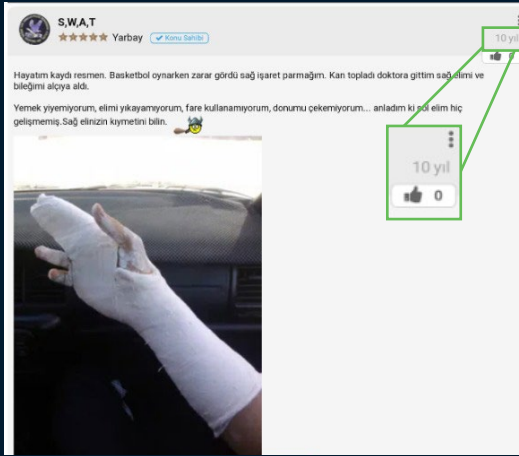 S,W,A,T
Yarbay ✓ Konu Sahibi
10 yıl
0
Hayatım kaydı resmen. Basketbol oynarken zarar gördü sağ işaret parmağım. Kan topladı doktora gittim sağ elimi ve
bileğimi alçıya aldı.
Yemek yiyemiyorum, elimi yıkayamıyorum, fare kullanamıyorum, donumu çekemiyorum... anladım ki sol elim hiç
gelişmemiş.Sağ elinizin kıymetini bilin.
10 yıl
0